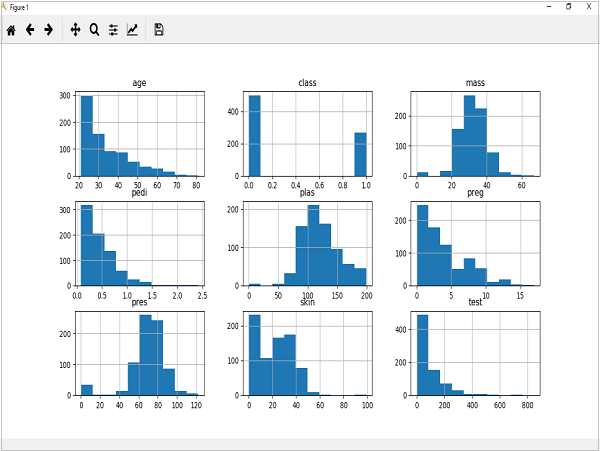 Figure 1
age class mass
300
200
100
0
20 30 40 50 60 70 80
400
200
0
0.0 0.2 0.4 0.6 0.8 1.0
200
100
0
0 20 40 60
pedi plas preg
300
200
100
0
0.0 0.5 1.0 1.5 2.0 2.5
200
100
0
0 50 100 150 200
200
100
0
0 5 10 15
pres skin test
200
100
0
0 20 40 60 80 100 120
200
100
0
0 20 40 60 80 100
400
200
0
0 200 400 600 800